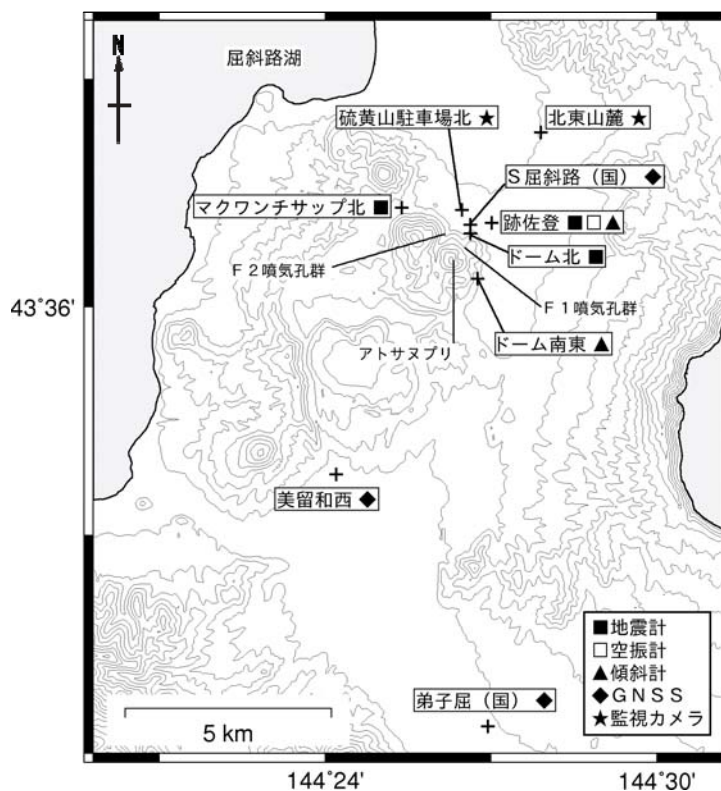 N
屈斜路湖
硫黄山駐車場北 ★
北東山麓 ★
S屈斜路(国) ◆
マクワンチサップ北 ■
跡佐登 ■□▲
ドーム北 ■
F2噴気孔群
F1噴気孔群
43˚36'
アトサヌプリ
ドーム南東 ▲
美留和西 ◆
■地震計
□空振計
▲傾斜計
◆GNSS
★監視カメラ
弟子屈(国) ◆
5 km
144˚24'
144˚30'